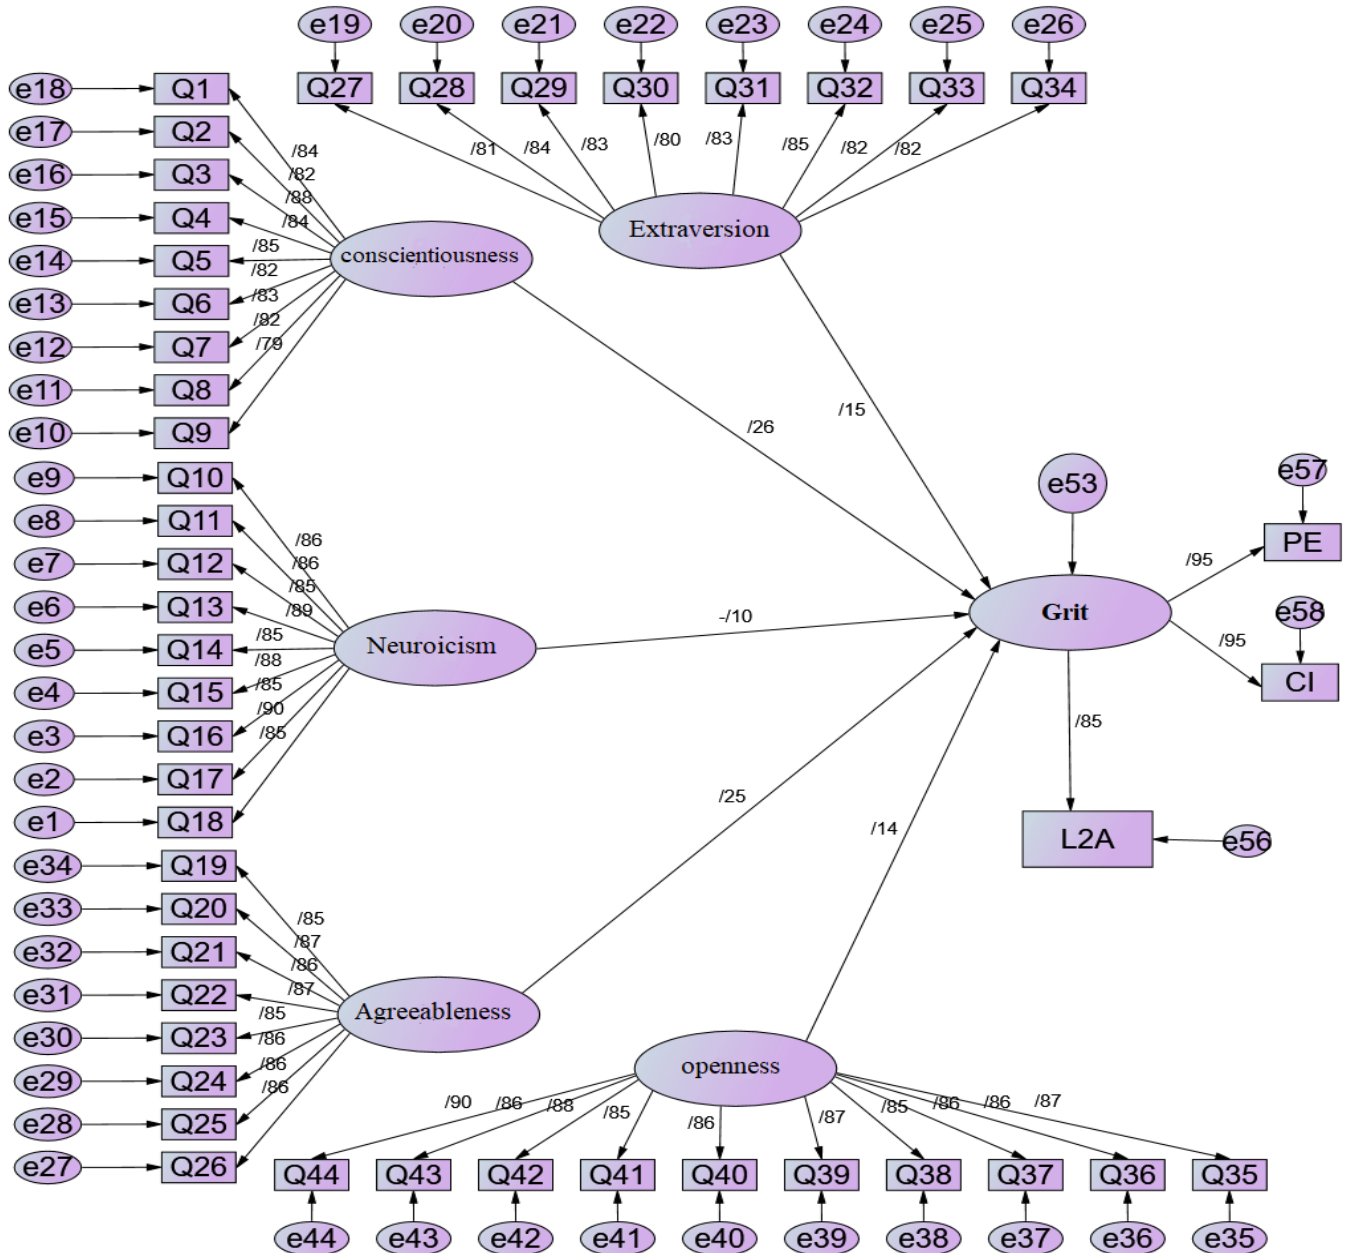 e19 e20 e21 e22 e23 e24 e25 e26
Q27 Q28 Q29 Q30 Q31 Q32 Q33 Q34
/81 /84 /83 /80 /83 /85 /82 /82
Extraversion
e18 Q1
e17 Q2
e16 Q3
e15 Q4
e14 Q5
e13 Q6
e12 Q7
e11 Q8
e10 Q9
/84
/82
/88
/84
/85
/82
/83
/82
/79
conscientiousness
/26
/15
e9 Q10
e8 Q11
e7 Q12
e6 Q13
e5 Q14
e4 Q15
e3 Q16
e2 Q17
e1 Q18
/86
/86
/85
/89
/85
/88
/85
/90
/85
Neuroicism
-/10
e53
Grit
e57
PE
/95
e58
CI
/95
/85
L2A e56
e34 Q19
e33 Q20
e32 Q21
e31 Q22
e30 Q23
e29 Q24
e28 Q25
e27 Q26
/85
/87
/86
/87
/85
/86
/86
/86
Agreeableness
/25
/14
openness
/90 /86 /88 /85 /86 /87 /85 /86 /86 /87
Q44 Q43 Q42 Q41 Q40 Q39 Q38 Q37 Q36 Q35
e44 e43 e42 e41 e40 e39 e38 e37 e36 e35